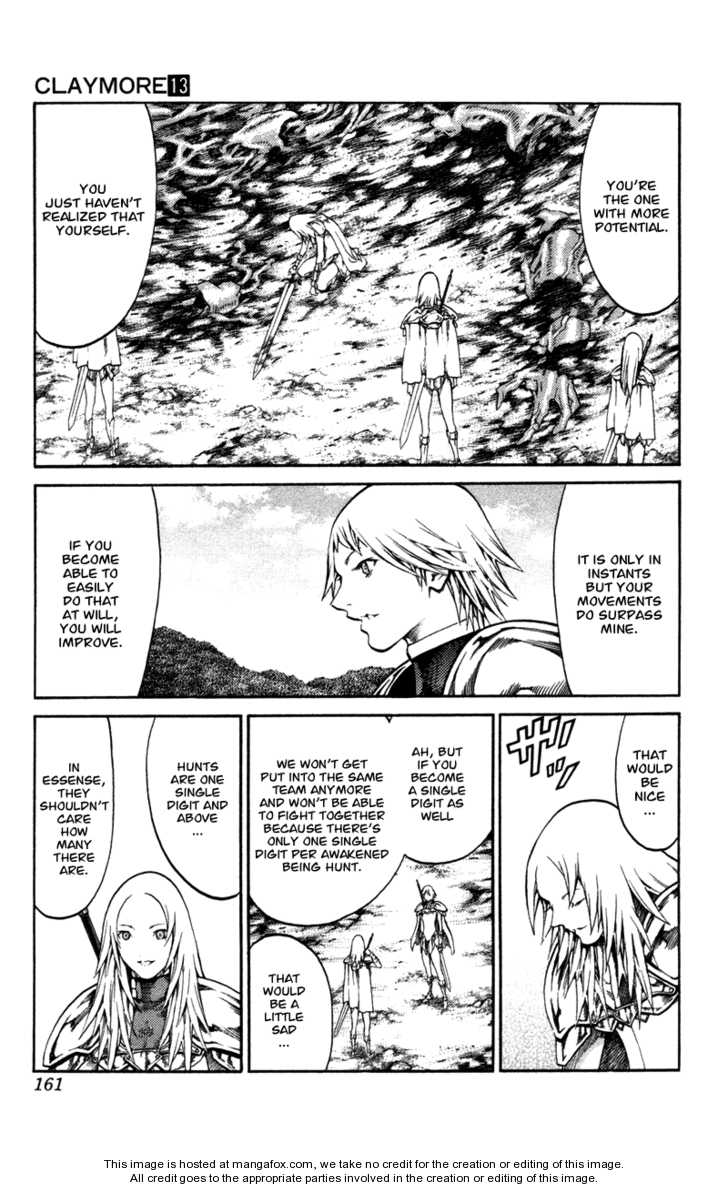 CLAYMORE 13
YOU'RE
THE ONE
WITH MORE
POTENTIAL.
YOU
JUST HAVEN'T
REALIZED THAT
YOURSELF.
IT IS ONLY IN
INSTANTS
BUT YOUR
MOVEMENTS
DO SURPASS
MINE.
IF YOU
BECOME
ABLE TO
EASILY
DO THAT
AT WILL,
YOU WILL
IMPROVE.
THAT
WOULD
BE
NICE
...
AH, BUT
IF YOU
BECOME
A SINGLE
DIGIT AS
WELL
WE WON'T GET
PUT INTO THE SAME
TEAM ANYMORE
AND WON'T BE ABLE
TO FIGHT TOGETHER
BECAUSE THERE'S
ONLY ONE SINGLE
DIGIT PER AWAKENED
BEING HUNT.
THAT
WOULD
BE A
LITTLE
SAD
...
HUNTS
ARE ONE
SINGLE
DIGIT AND
ABOVE
...
IN
ESSENSE,
THEY
SHOULDN'T
CARE
HOW
MANY
THERE
ARE.
161
This image is hosted at mangafox.com, we take no credit for the creation or editing of this image.
All credit goes to the appropriate parties involved in the creation or editing of this image.